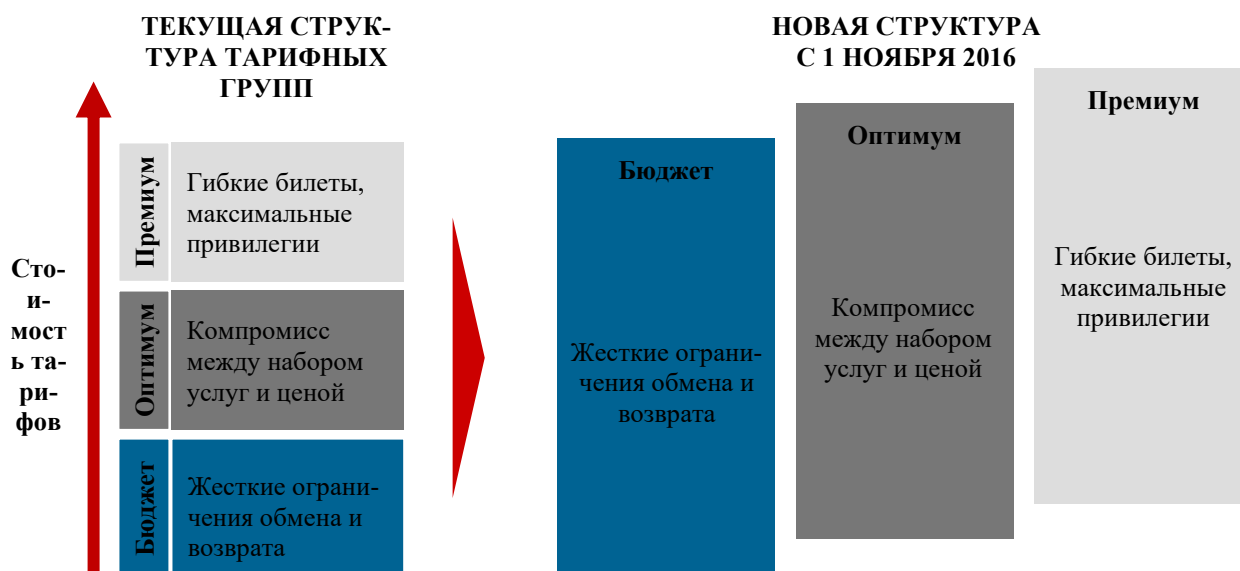 ТЕКУЩАЯ СТРУК-
ТУРА ТАРИФНЫХ
ГРУПП
Сто-
и-
мост
ь та-
ри-
фов
Премиум
Гибкие билеты,
максимальные
привилегии
Оптимум
Компромисс
между набором
услуг и ценой
Бюджет
Жесткие ограни-
чения обмена и
возврата
НОВАЯ СТРУКТУРА
С 1 НОЯБРЯ 2016
Бюджет
Жесткие ограни-
чения обмена и
возврата
Оптимум
Компромисс
между набором
услуг и ценой
Премиум
Гибкие билеты,
максимальные
привилегии